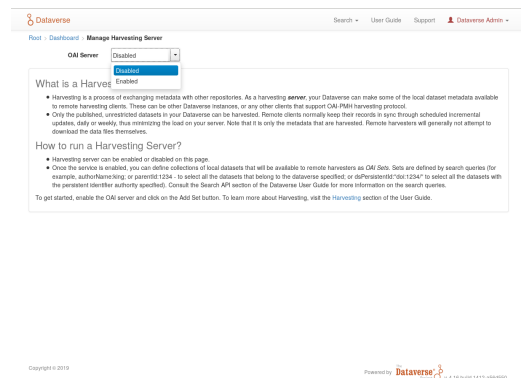 Dataverse
Search User Guide Support Dataverse Admin
Root > Dashboard > Manage Harvesting Server
OAI Server Disabled
Disabled
Enabled
What is a Harves
Harvesting is a process of exchanging metadata with other repositories. As a harvesting server, your Dataverse can make some of the local dataset metadata available
to remote harvesting clients. These can be other Dataverse instances, or any other clients that support OAI-PMH harvesting protocol.
Only the published, unrestricted datasets in your Dataverse can be harvested. Remote clients normally keep their records in sync through scheduled incremental
updates, daily or weekly, thus minimizing the load on your server. Note that it is only the metadata that are harvested. Remote harvesters will generally not attempt to
download the data files themselves.
How to run a Harvesting Server?
Harvesting server can be enabled or disabled on this page.
Once the service is enabled, you can define collections of local datasets that will be available to remote harvesters as OAI Sets. Sets are defined by search queries (for
example, authorName:king; or parentId:1234 - to select all the datasets that belong to the dataverse specified; or dsPersistentId:"doi:1234/" to select all the datasets with
the persistent identifier authority specified). Consult the Search API section of the Dataverse User Guide for more information on the search queries.
To get started, enable the OAI server and click on the Add Set button. To learn more about Harvesting, visit the Harvesting section of the User Guide.
Copyright © 2019
Powered by The Dataverse